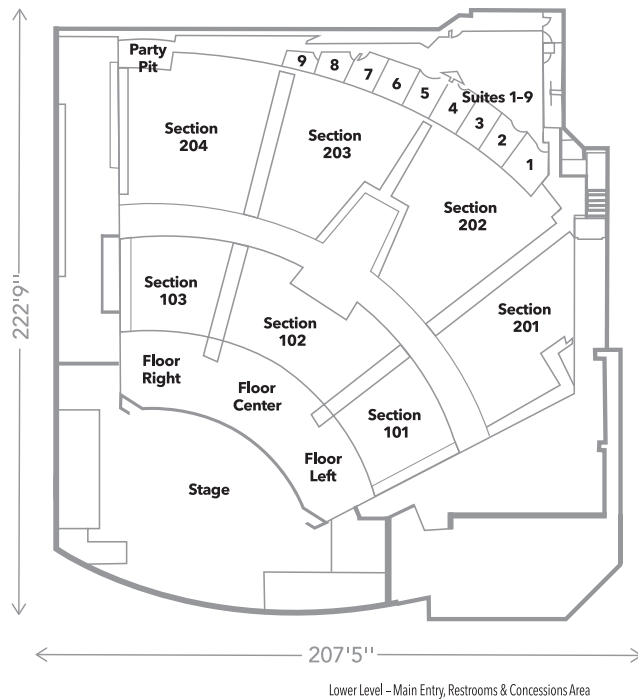 Party
Pit
9
8
7
6
5
4
3
2
1
Suites 1–9
Section
204
Section
203
Section
202
Section
201
Section
103
Section
102
Section
101
Floor
Right
Floor
Center
Floor
Left
Stage
222'9''
207'5''
Lower Level – Main Entry, Restrooms & Concessions Area